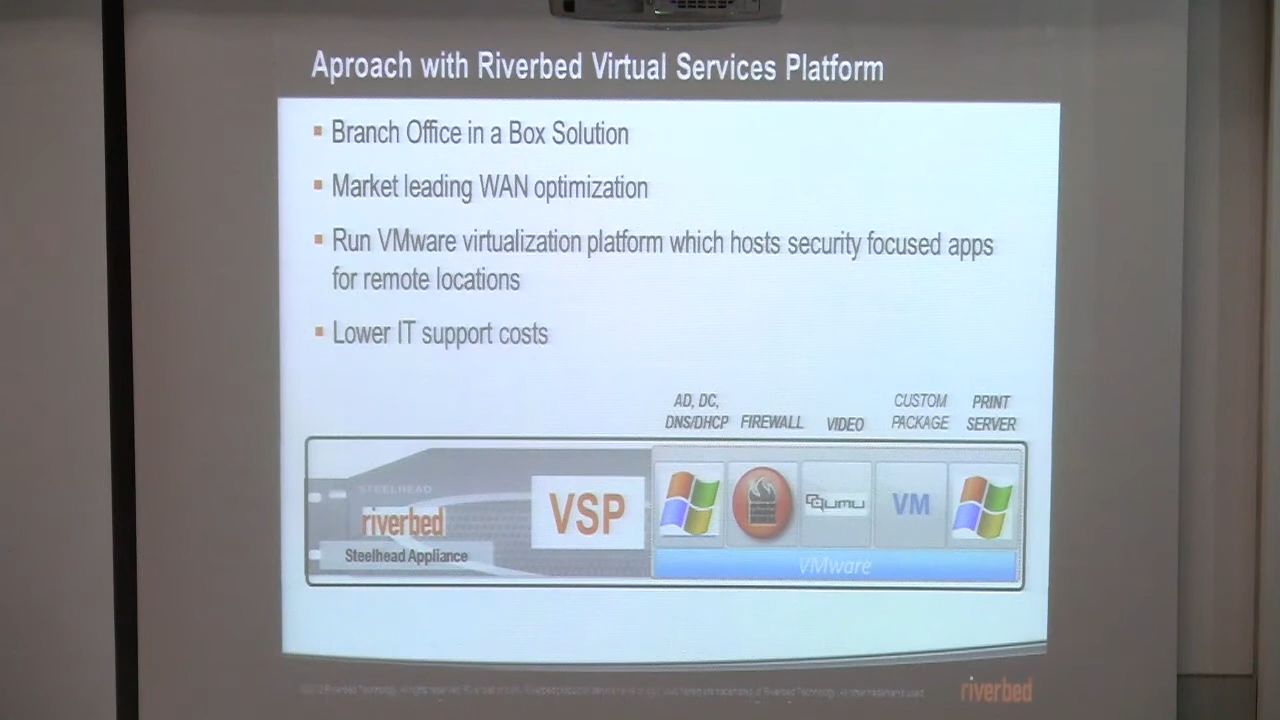 Aproach with Riverbed Virtual Services Platform
Branch Office in a Box Solution
Market leading WAN optimization
Run VMware virtualization platform which hosts security focused apps
for remote locations
Lower IT support costs
AD, DC,
DNS/DHCP
FIREWALL
VIDEO
CUSTOM
PACKAGE
PRINT
SERVER
STEELHEAD
riverbed
Steelhead Appliance
VSP
Qumu
VM
VMware
riverbed